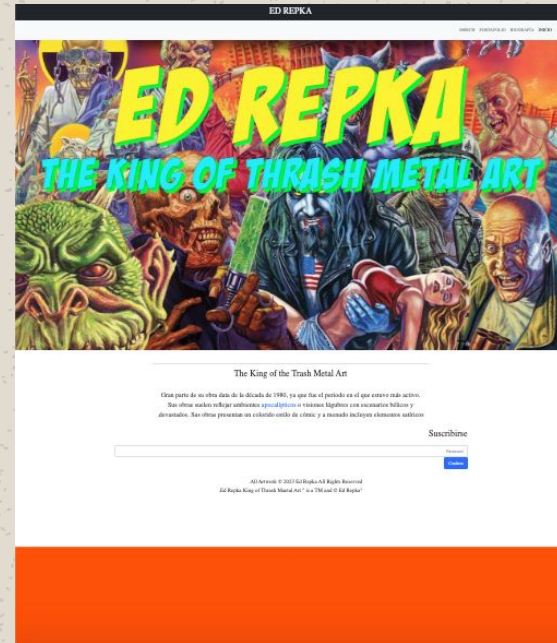 ED REPKA
PORTAFOLIO BIOGRAFÍA INICIO
ED REPKA
THE KING OF THRASH METAL ART
The King of the Trash Metal Art
Gran parte de su obra data de la década de 1980, ya que fue el periodo en el que estuvo más activo.
Sus obras suelen reflejar ambientes apocalípticos o visiones lúgubres con escenarios bélicos y
devastados. Sus obras presentan un colorido estilo de cómic y a menudo incluyen elementos satíricos
Suscribirse
All Artwork © 2023 Ed Repka All Rights Reserved
Ed Repka King of Thrash Maetal Art " is a TM and © Ed Repka"